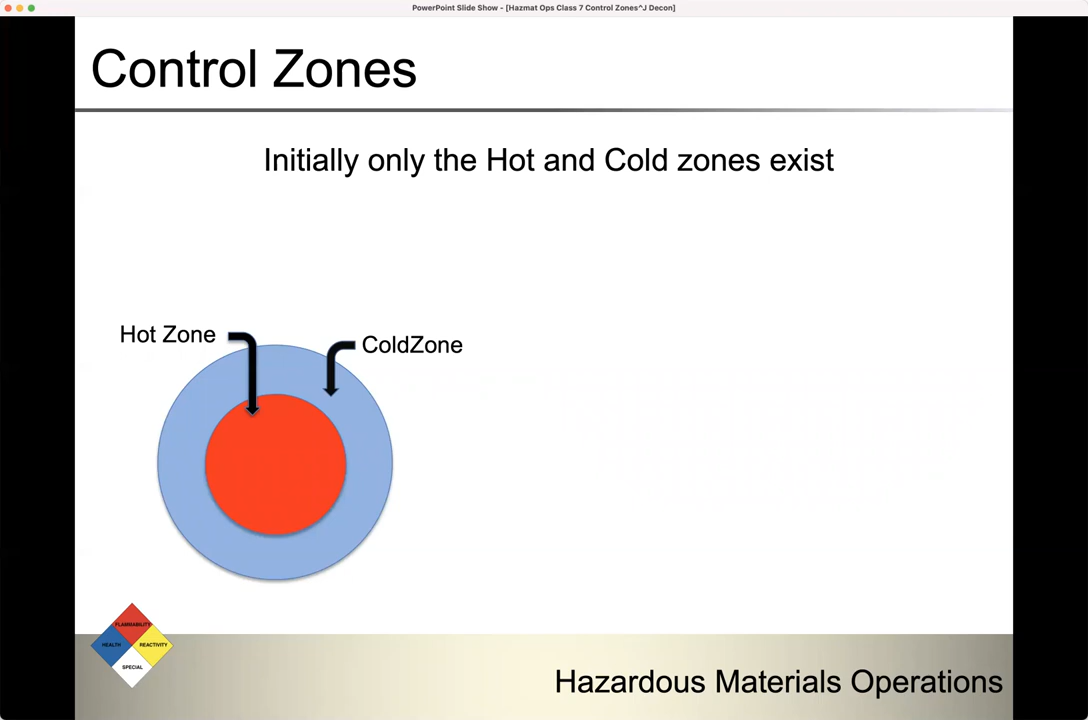 PowerPoint Slide Show - [Hazmat Ops Class 7 Control Zones^J Decon]
Control Zones
Initially only the Hot and Cold zones exist
Hot Zone
ColdZone
FLAMMABILITY
HEALTH
REACTIVITY
SPECIAL
Hazardous Materials Operations